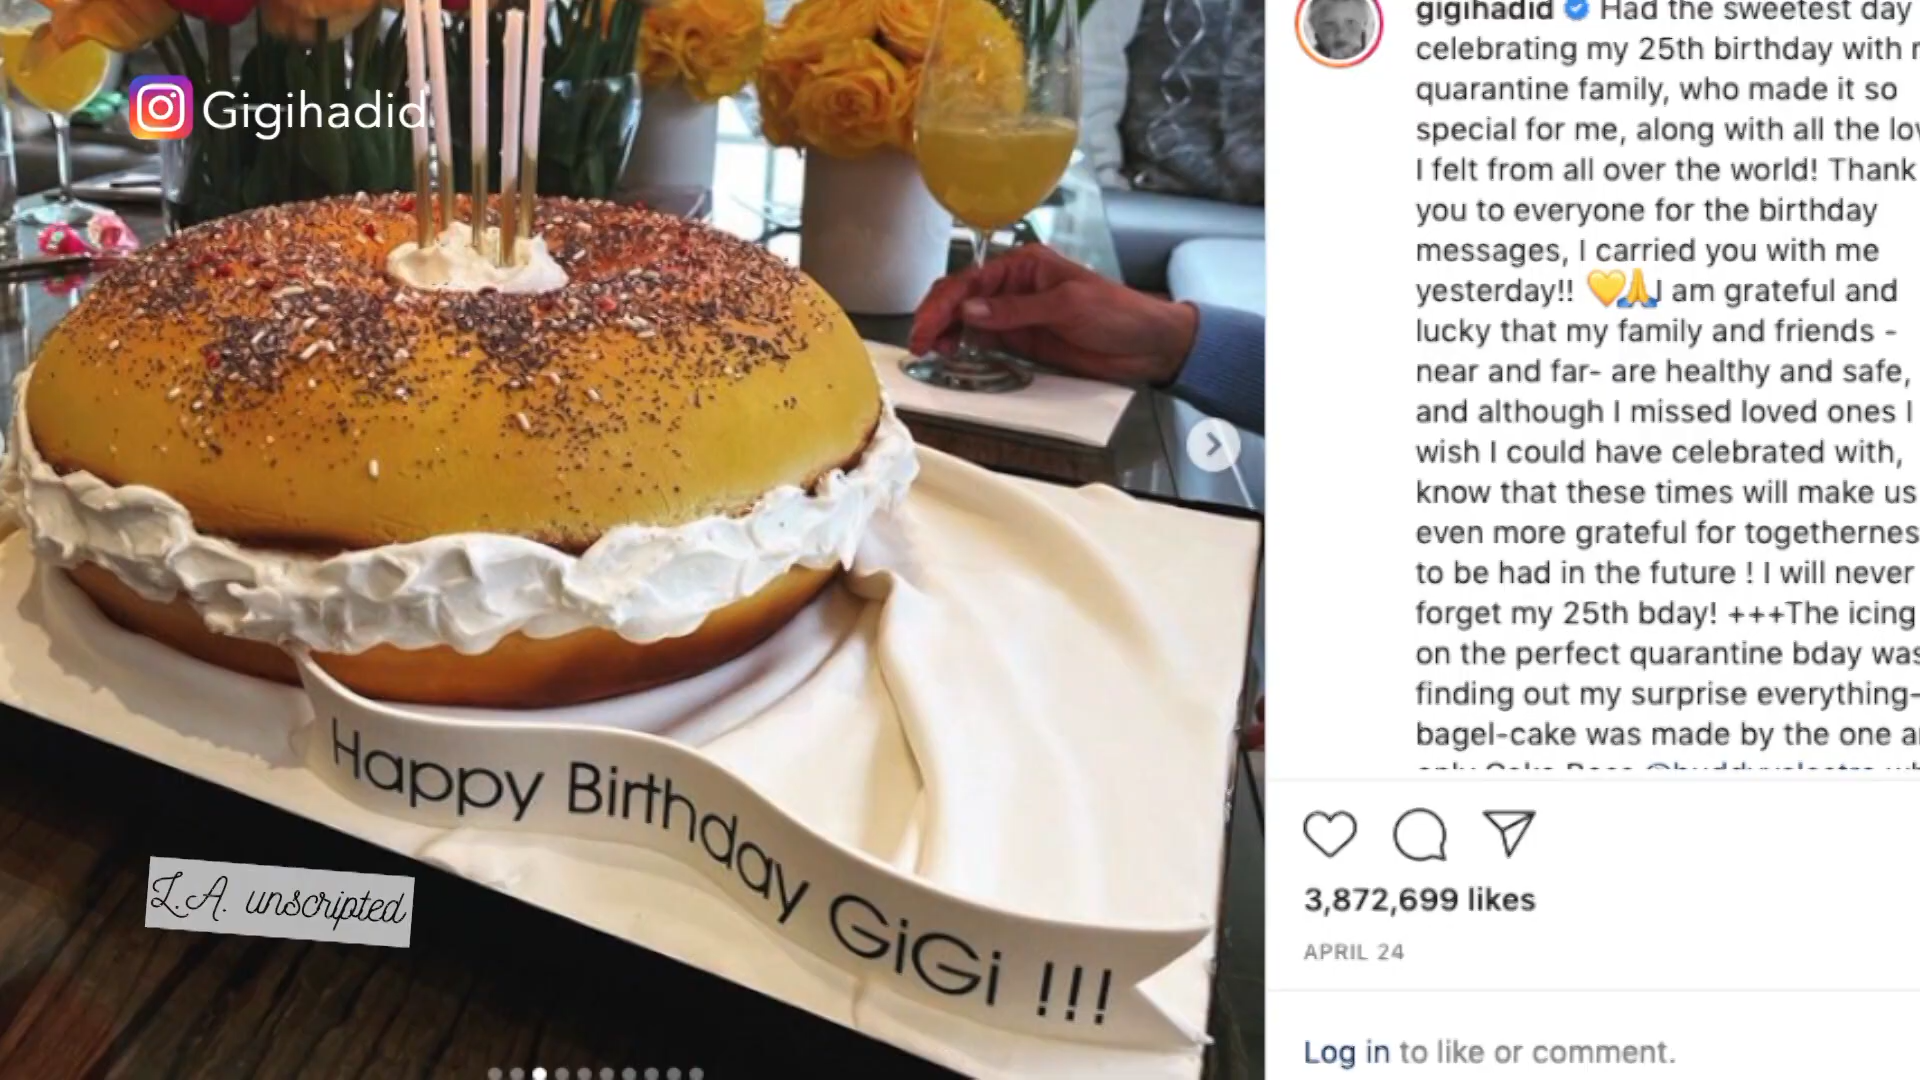 Gigihadid
L.A. unscripted
Happy Birthday GiGi !!!
gigihadid Had the sweetest day
celebrating my 25th birthday with
quarantine family, who made it so
special for me, along with all the
I felt from all over the world! Thank
you to everyone for the birthday
messages, I carried you with me
yesterday!! 💛🙏I am grateful and
lucky that my family and friends -
near and far- are healthy and safe,
and although I missed loved ones I
wish I could have celebrated with,
know that these times will make us
even more grateful for
to be had in the future ! I will never
forget my 25th bday! +++The icing
on the perfect quarantine bday
finding out my surprise everything-
bagel-cake was made by the one
3,872,699 likes
APRIL 24
Log in to like or comment.